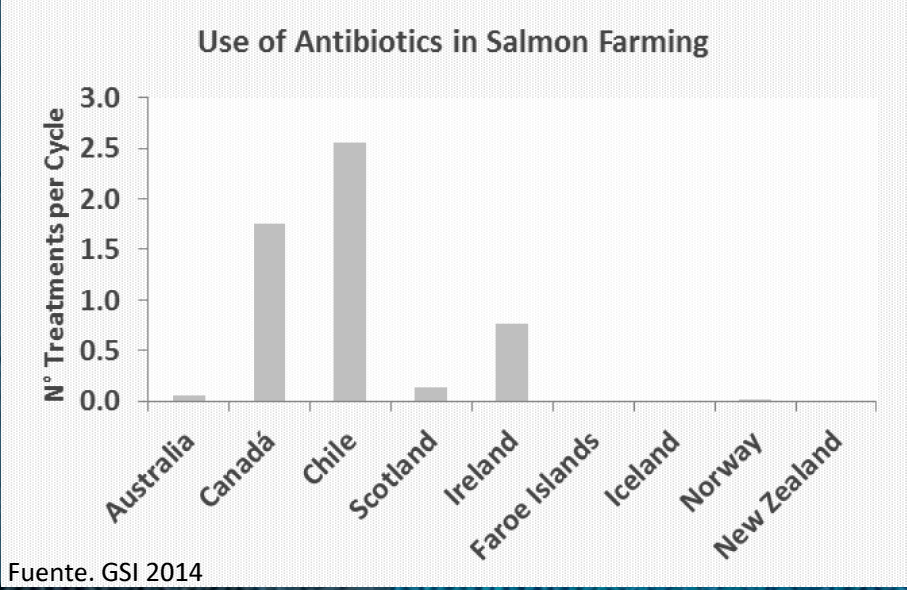 Use of Antibiotics in Salmon Farming
N° Treatments per Cycle
3.0
2.5
2.0
1.5
1.0
0.5
0.0
Australia
Canadá
Chile
Scotland
Ireland
Faroe Islands
Iceland
Norway
New Zealand
Fuente. GSI 2014